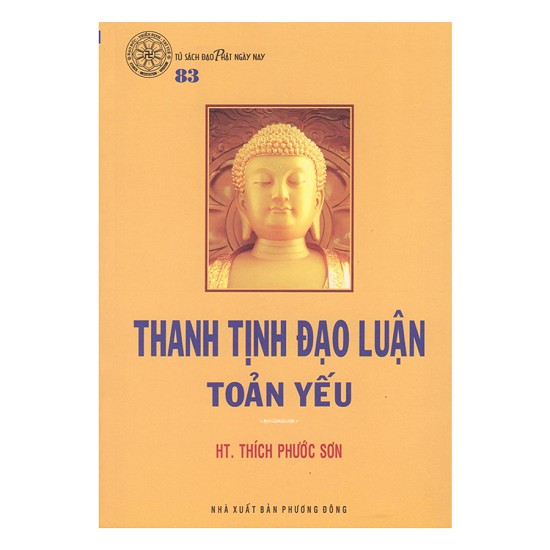 TỦ SÁCH ĐẠO PHẬT NGÀY NAY
83
THANH TỊNH ĐẠO LUẬN
TOẢN YẾU
HT. THÍCH PHƯỚC SƠN
NHÀ XUẤT BẢN PHƯƠNG ĐÔNG